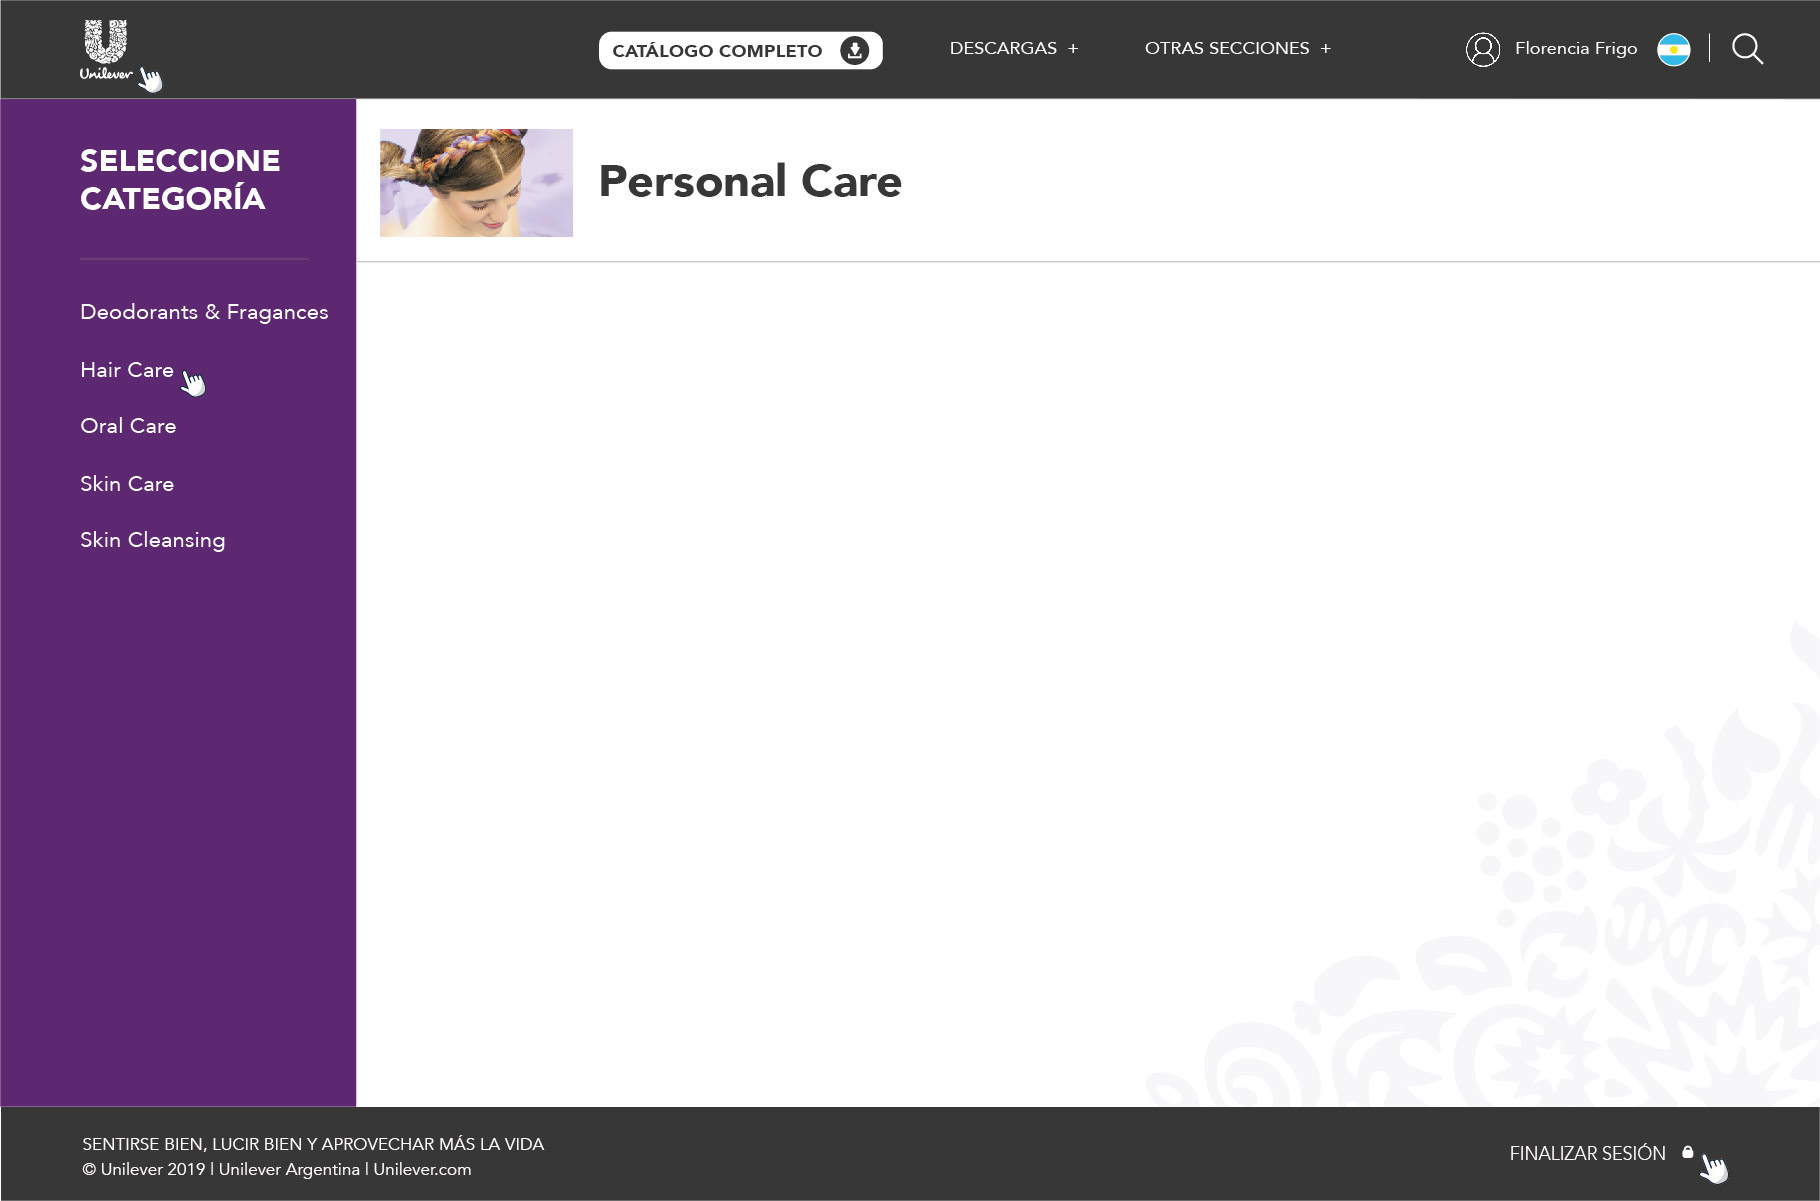 Unilever
CATÁLOGO COMPLETO
DESCARGAS +
OTRAS SECCIONES +
Florencia Frigo
SELECCIONE
CATEGORÍA
Personal Care
Deodorants & Fragances
Hair Care
Oral Care
Skin Care
Skin Cleansing
SENTIRSE BIEN, LUCIR BIEN Y APROVECHAR MÁS LA VIDA
© Unilever 2019 | Unilever Argentina | Unilever.com
FINALIZAR SESIÓN